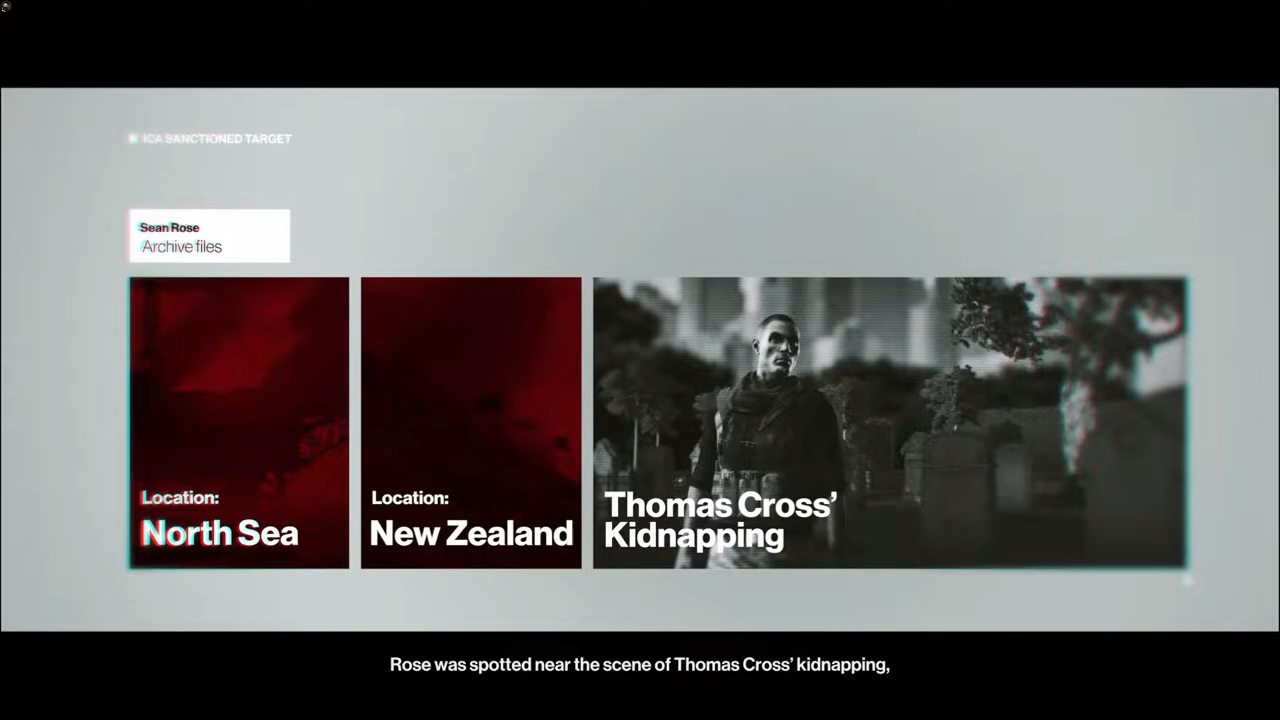 ICA SANCTIONED TARGET
Sean Rose
Archive files
Location:
North Sea
Location:
New Zealand
Thomas Cross’
Kidnapping
Rose was spotted near the scene of Thomas Cross’ kidnapping,